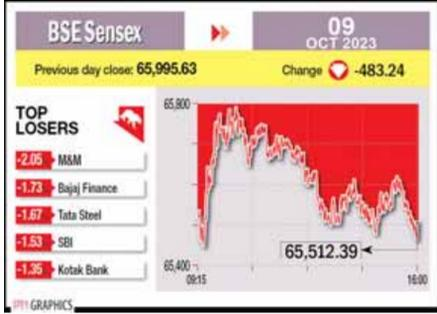 BSE Sensex
09
OCT 2023
Previous day close: 65,995.63
Change -483.24
TOP
LOSERS
-2.05 M&M
-1.73 Bajaj Finance
-1.67 Tata Steel
-1.53 SBI
-1.35 Kotak Bank
65,800
65,512.39
65,400
09:15
16:00
PTI GRAPHICS